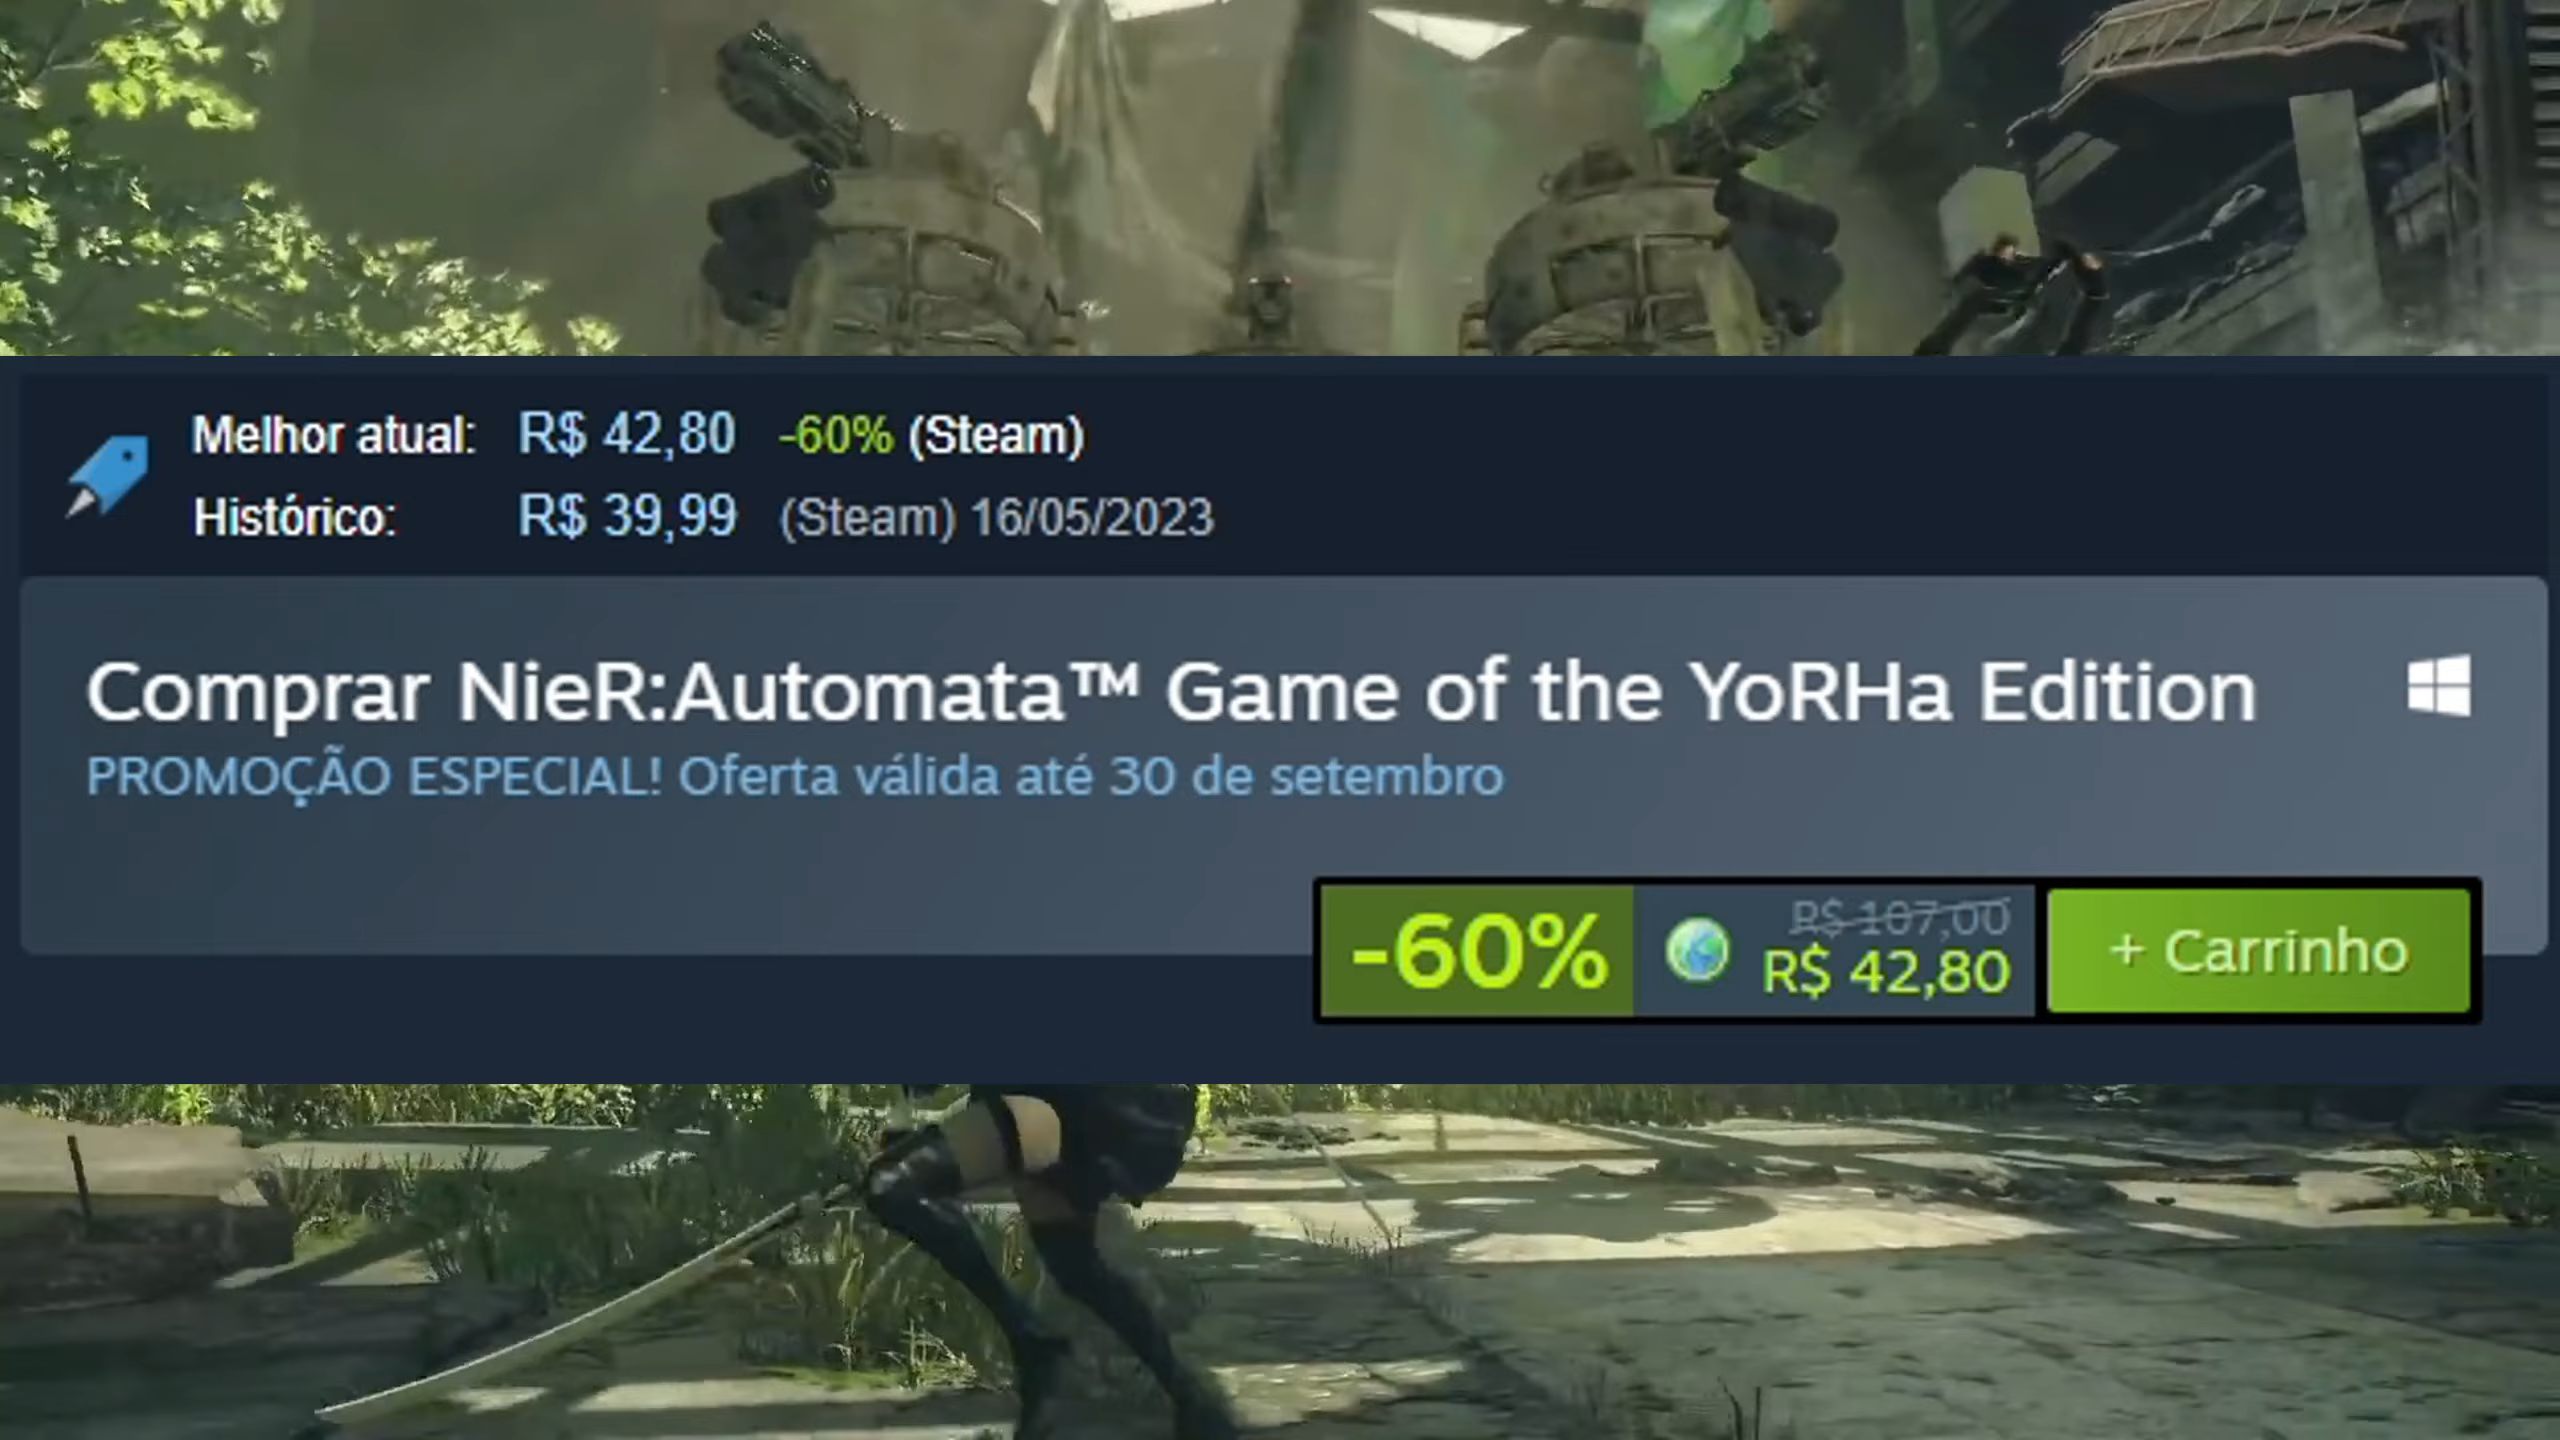 Melhor atual: R$ 42,80 -60% (Steam)
Histórico: R$ 39,99 (Steam) 16/05/2023
Comprar NieR:Automata™ Game of the YoRHa Edition
PROMOÇÃO ESPECIAL! Oferta válida até 30 de setembro
-60%
R$ 107,00
R$ 42,80
+ Carrinho